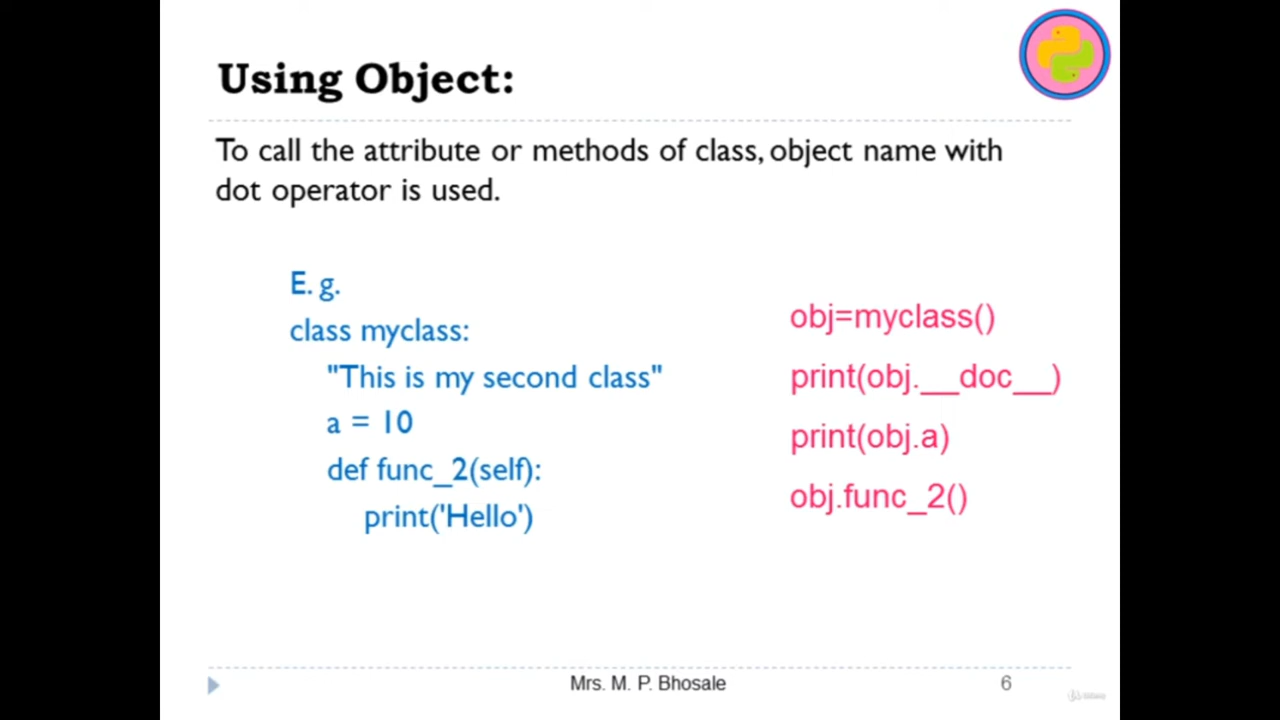 Using Object:
To call the attribute or methods of class, object name with
dot operator is used.
E. g.
class myclass:
"This is my second class"
a = 10
def func_2(self):
print('Hello')
obj=myclass()
print(obj.__doc__)
print(obj.a)
obj.func_2()
Mrs. M. P. Bhosale
6
Udemy